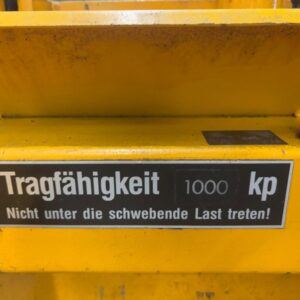 Tragfähigkeit 1000 kp
Nicht unter die schwebende Last treten!